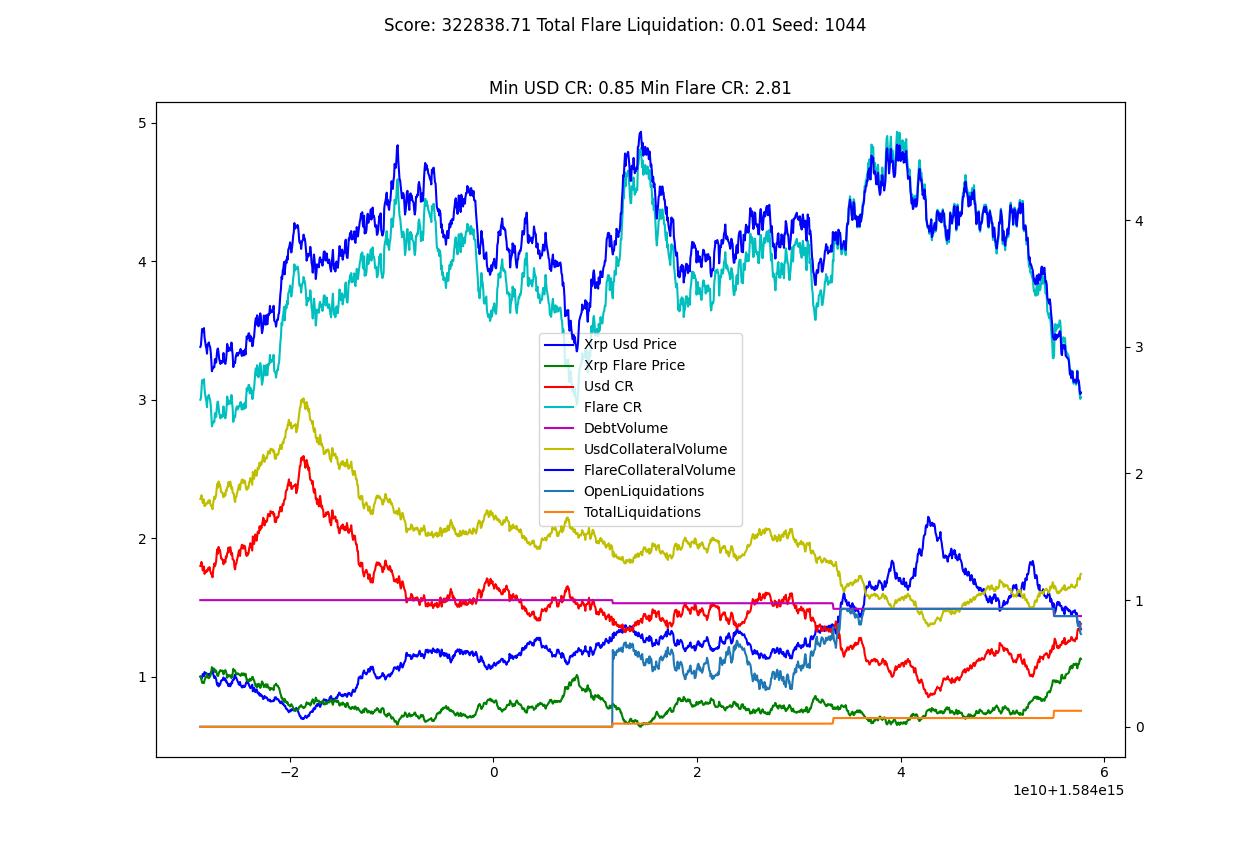 Score: 322838.71 Total Flare Liquidation: 0.01 Seed: 1044
Min USD CR: 0.85 Min Flare CR: 2.81
5
4
3
2
1
4
3
2
1
0
Xrp Usd Price
Xrp Flare Price
Usd CR
Flare CR
DebtVolume
UsdCollateralVolume
FlareCollateralVolume
OpenLiquidations
TotalLiquidations
−2 0 2 4 6
1e10+1.584e15